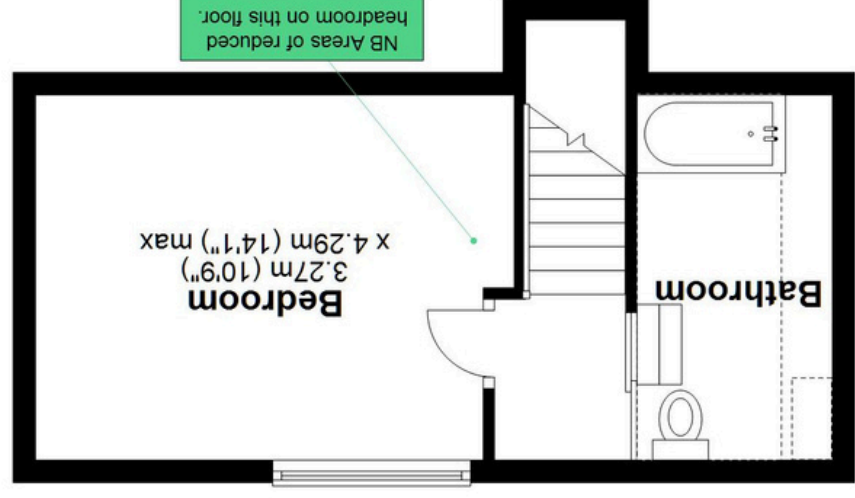 Bathroom
Bedroom
3.27m (10'9")
x 4.29m (14'1") max
NB Areas of reduced
headroom on this floor.